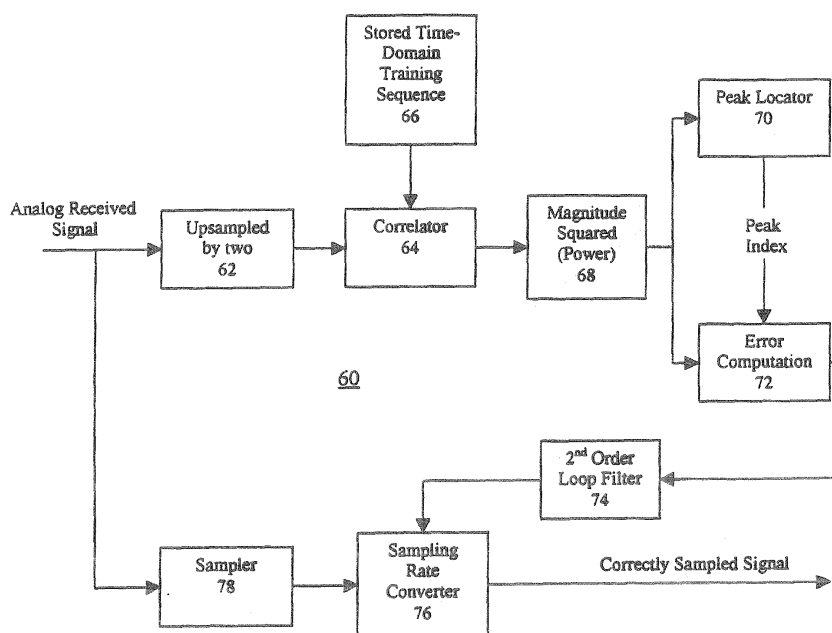 Stored Time-
Domain
Training
Sequence
66
Peak Locator
70
Analog Received
Signal
Upsampled
by two
62
Correlator
64
Magnitude
Squared
(Power)
68
Peak
Index
Error
Computation
72
60
2nd Order
Loop Filter
74
Sampler
78
Sampling
Rate
Converter
76
Correctly Sampled Signal